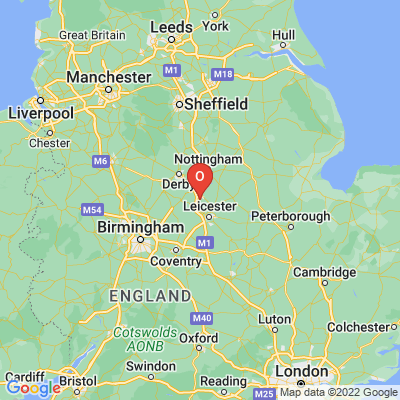 Leeds
York
Hull
Great Britain
M1
M18
Manchester
Sheffield
Liverpool
Chester
M6
Nottingham
Derby
O
M54
Leicester
Peterborough
Birmingham
M1
Coventry
Cambridge
ENGLAND
M40
Luton
Colchester
Cotswolds
AONB
Oxford
Cardiff
Swindon
London
Google
Bristol
Reading
M25
Map data ©2022 Google